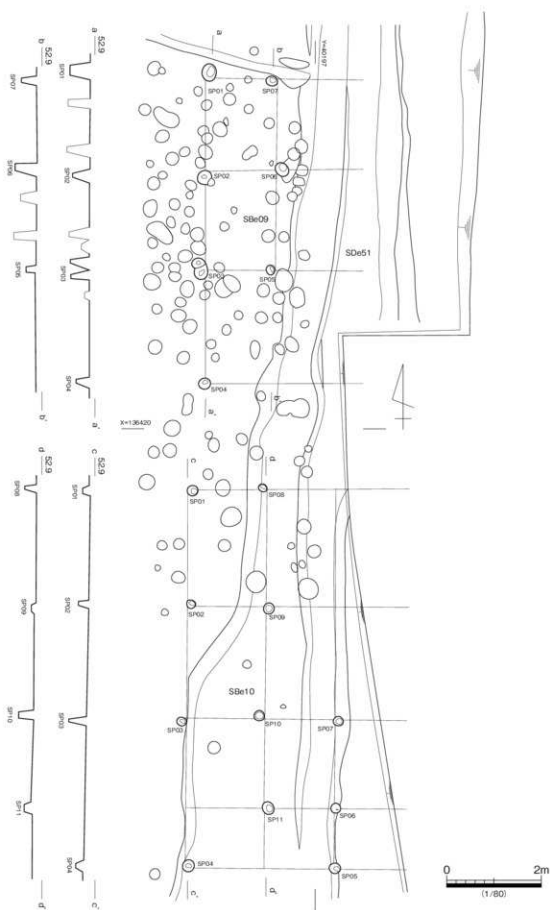 a
b
a
b
Y=40197
52.9
52.9
SP01
SP07
SP07
SP01
SP02
SP06
SP06
SP02
SBe09
SDe51
SP03
SP05
SP05
SP03
SP04
SP04
b'
a'
a'
b'
X=136420
d
c
c
d
52.9
52.9
SP08
SP01
SP01
SP08
SP09
SP02
SP02
SP09
SBe10
SP10
SP03
SP03
SP10
SP07
SP11
SP11
SP06
SP04
SP04
SP05
d'
c'
c'
d'
0
2m
(1/80)